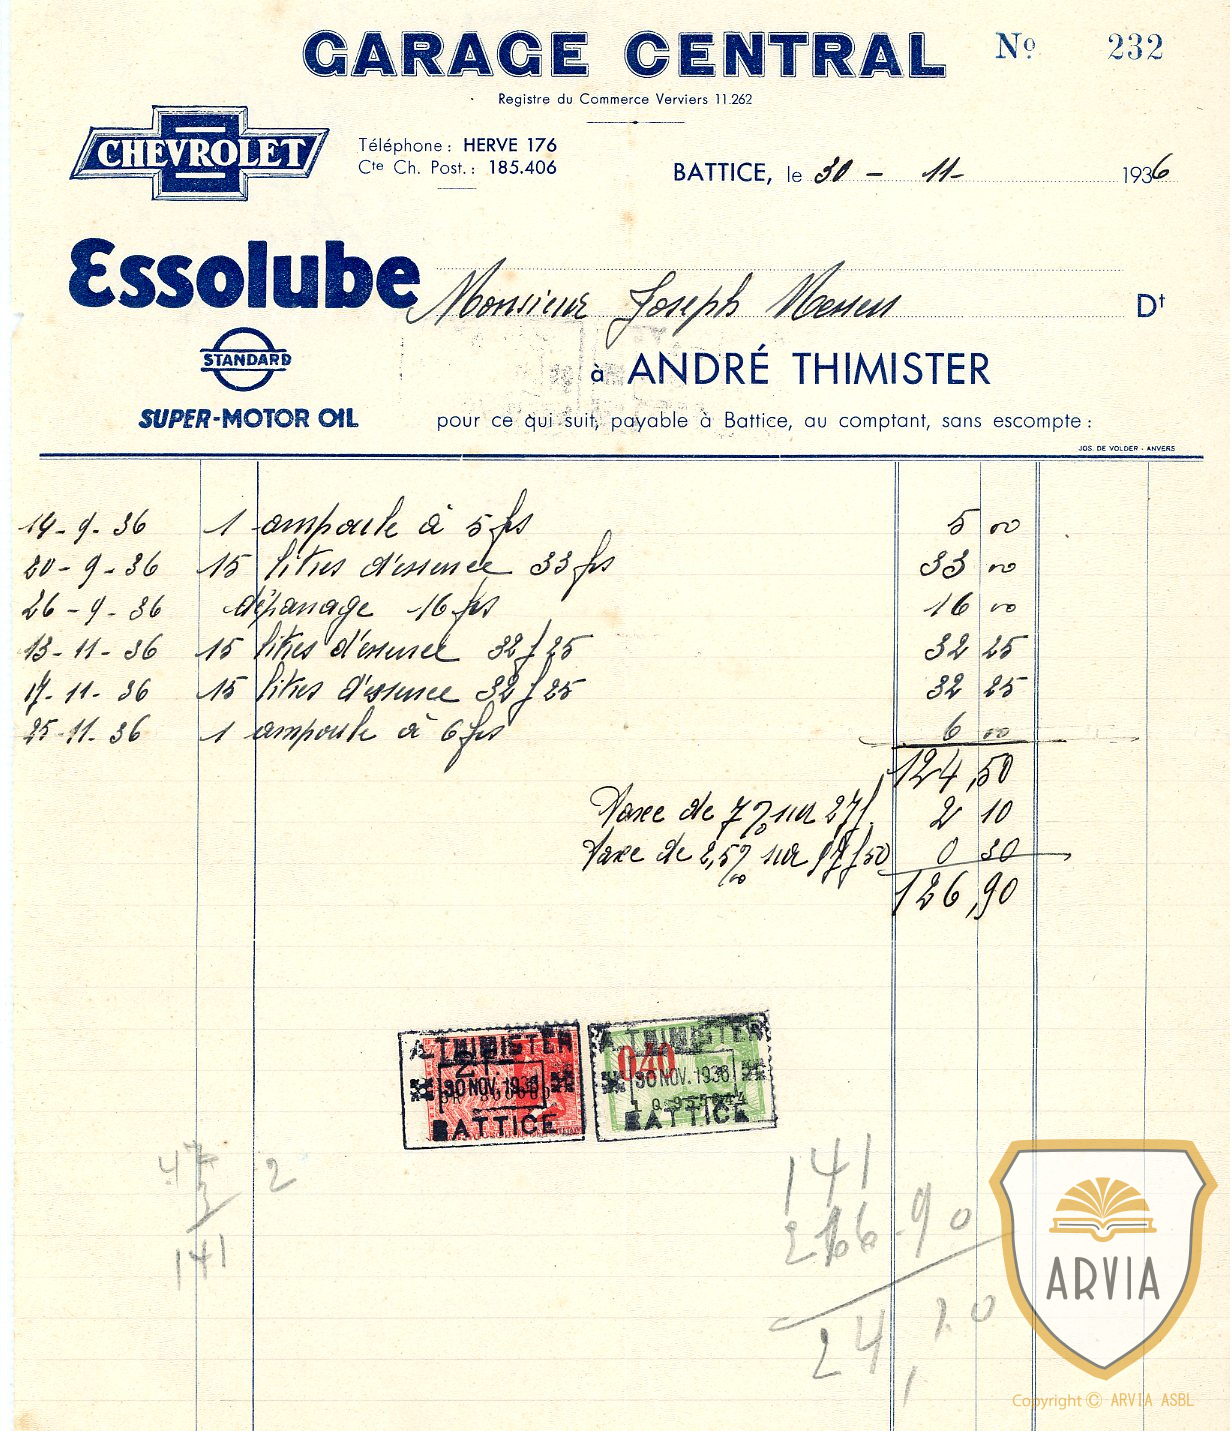 GARAGE CENTRAL
Nº 232
Registre du Commerce Verviers 11.262
CHEVROLET
Téléphone : HERVE 176
Cte Ch. Post. : 185.406
BATTICE, le 30 - 11- 1936
Essolube
Monsieur Joseph Dt
STANDARD
à ANDRÉ THIMISTER
SUPER-MOTOR OIL
pour ce qui suit, payable à Battice, au comptant, sans escompte :
JOS. DE VOLDER - ANVERS
14-9-36 1 ampoule à 5 frs 5 00
20-9-36 15 litres d'essence 33 frs 33 00
26-9-36 dépanage 16 frs 16 00
13-11-36 15 litres d'essence 32 f 25 32 25
17-11-36 15 litres d'essence 32 f 25 32 25
25-11-36 1 ampoule à 6 frs 6 00
124,50
Taxe de 7% sur 27f. 2 10
Taxe de 2,5% sur 97f50 0 30
126,90
A. THIMISTER
30 NOV. 1936
BATTICE
A. THIMISTER
0,40
30 NOV. 1936
BATTICE
47 2
3
141
141
90
24,10
ARVIA
Copyright © ARVIA ASBL